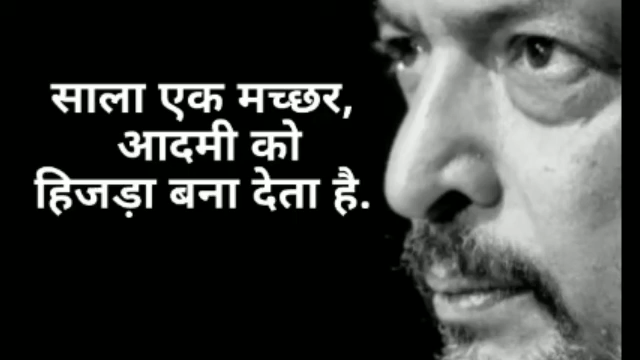 साला एक मच्छर,
आदमी को
हिजड़ा बना देता है.